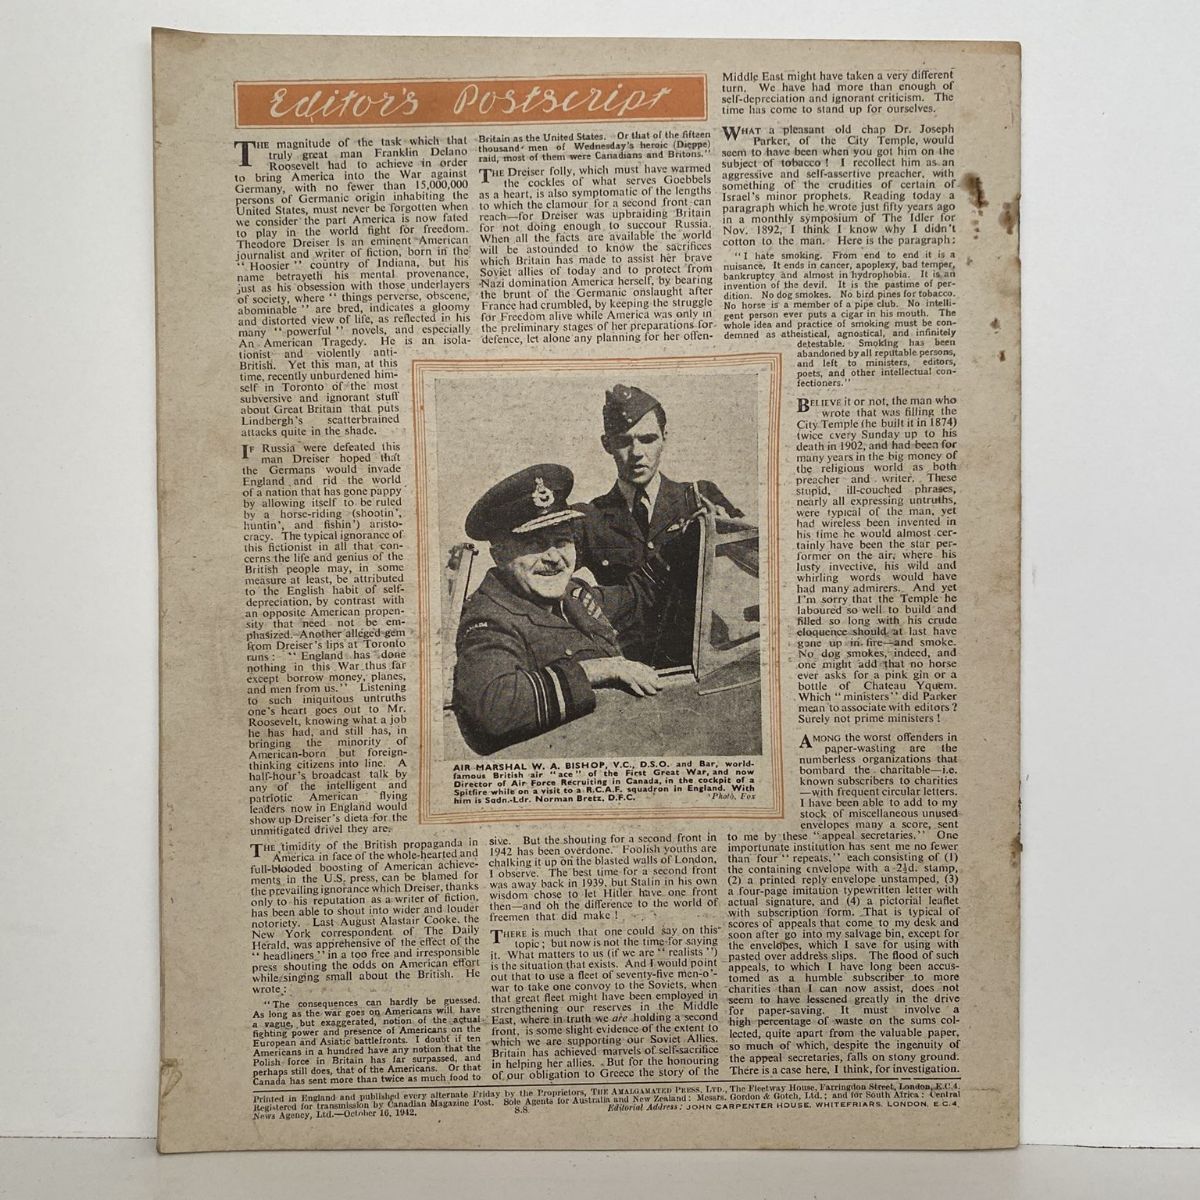 Editor's Postscript
THE magnitude of the task which that
truly great man Franklin Delano
Roosevelt had to achieve in order
to bring America into the War against
Germany, with no fewer than 15,000,000
persons of Germanic origin inhabiting the
United States, must never be forgotten when
we consider the part America is now fated
to play in the world fight for freedom.
Theodore Dreiser is an eminent American
journalist and writer of fiction, born in the
"Hoosier" country of Indiana, but his
name betrayeth his mental provenance,
just as his obsession with those underlayers
of society, where "things perverse, obscene,
abominable" are bred, indicates a gloomy
and distorted view of life, as reflected in his
many "powerful" novels, and especially
An American Tragedy. He is an isola-
tionist and violently anti-
British. Yet this man, at this
time, recently unburdened him-
self in Toronto of the most
subversive and ignorant stuff
about Great Britain that puts
Lindbergh's scatterbrained
attacks quite in the shade.
IF Russia were defeated this
man Dreiser hoped that
the Germans would invade
England and rid the world
of a nation that has gone pappy
by allowing itself to be ruled
by a horse-riding (shootin',
huntin', and fishin') aristo-
cracy. The typical ignorance of
this fictionist in all that con-
cerns the life and genius of the
British people may, in some
measure at least, be attributed
to the English habit of self-
depreciation, by contrast with
an opposite American propen-
sity that need not be em-
phasized. Another alleged gem
from Dreiser's lips at Toronto
runs: "England has done
nothing in this War thus far
except borrow money, planes,
and men from us." Listening
to such iniquitous untruths
one's heart goes out to Mr.
Roosevelt, knowing what a job
he has had, and still has, in
bringing the minority of
American-born but foreign-
thinking citizens into line. A
half-hour's broadcast talk by
any of the intelligent and
patriotic American flying
leaders now in England would
show up Dreiser's dieta for the
unmitigated drivel they are.
THE timidity of the British propaganda in
America in face of the whole-hearted and
full-blooded boosting of American achieve-
ments in the U.S. press, can be blamed for
the prevailing ignorance which Dreiser, thanks
only to his reputation as a writer of fiction,
has been able to shout into wider and louder
notoriety. Last August Alastair Cooke, the
New York correspondent of The Daily
Herald, was apprehensive of the effect of the
"headliners" in a too free and irresponsible
press shouting the odds on American effort
while singing small about the British. He
wrote:
"The consequences can hardly be guessed.
As long as the war goes on Americans will have
a vague, but exaggerated, notion of the actual
fighting power and presence of Americans on the
European and Asiatic battlefronts. I doubt if ten
Americans in a hundred have any notion that the
Polish force in Britain has far surpassed, and
perhaps still does, that of the Americans. Or that
Canada has sent more than twice as much food to
Britain as the United States. Or that of the fifteen
thousand men of Wednesday's heroic (Dieppe)
raid, most of them were Canadians and Britons."
THE Dreiser folly, which must have warmed
the cockles of what serves Goebbels
as a heart, is also symptomatic of the lengths
to which the clamour for a second front can
reach—for Dreiser was upbraiding Britain
for not doing enough to succour Russia.
When all the facts are available the world
will be astounded to know the sacrifices
which Britain has made to assist her brave
Soviet allies of today and to protect from
Nazi domination America herself, by bearing
the brunt of the Germanic onslaught after
France had crumbled, by keeping the struggle
for Freedom alive while America was only in
the preliminary stages of her preparations for
defence, let alone any planning for her offen-
AIR MARSHAL W. A. BISHOP, V.C., D.S.O. and Bar, world-
famous British air "ace" of the First Great War, and now
Director of Air Force Recruiting in Canada, in the cockpit of a
Spitfire while on a visit to a R.C.A.F. squadron in England. With
him is Sqdn.-Ldr. Norman Bretz, D.F.C. Photo, Fox
sive. But the shouting for a second front in
1942 has been overdone. Foolish youths are
chalking it up on the blasted walls of London,
I observe. The best time for a second front
was away back in 1939, but Stalin in his own
wisdom chose to let Hitler have one front
then—and oh the difference to the world of
freemen that did make!
THERE is much that one could say on this
topic; but now is not the time for saying
it. What matters to us (if we are "realists")
is the situation that exists. And I would point
out that to use a fleet of seventy-five men-o'-
war to take one convoy to the Soviets, when
that great fleet might have been employed in
strengthening our reserves in the Middle
East, where in truth we are holding a second
front, is some slight evidence of the extent to
which we are supporting our Soviet Allies.
Britain has achieved marvels of self-sacrifice
in helping her allies. But for the honouring
of our obligation to Greece the story of the
Middle East might have taken a very different
turn. We have had more than enough of
self-depreciation and ignorant criticism. The
time has come to stand up for ourselves.
WHAT a pleasant old chap Dr. Joseph
Parker, of the City Temple, would
seem to have been when you got him on the
subject of tobacco! I recollect him as an
aggressive and self-assertive preacher, with
something of the crudities of certain of
Israel's minor prophets. Reading today a
paragraph which he wrote just fifty years ago
in a monthly symposium of The Idler for
Nov. 1892, I think I know why I didn't
cotton to the man. Here is the paragraph:
"I hate smoking. From end to end it is a
nuisance. It ends in cancer, apoplexy, bad temper,
bankruptcy and almost in hydrophobia. It is an
invention of the devil. It is the pastime of per-
dition. No dog smokes. No bird pines for tobacco.
No horse is a member of a pipe club. No intelli-
gent person ever puts a cigar in his mouth. The
whole idea and practice of smoking must be con-
demned as atheistical, agnostical, and infinitely
detestable. Smoking has been
abandoned by all reputable persons,
and left to ministers, editors,
poets, and other intellectual con-
fectioners."
BELIEVE it or not, the man who
wrote that was filling the
City Temple (he built it in 1874)
twice every Sunday up to his
death in 1902, and had been for
many years in the big money of
the religious world as both
preacher and writer. These
stupid, ill-couched phrases,
nearly all expressing untruths,
were typical of the man, yet
had wireless been invented in
his time he would almost cer-
tainly have been the star per-
former on the air, where his
lusty invective, his wild and
whirling words would have
had many admirers. And yet
I'm sorry that the Temple he
laboured so well to build and
filled so long with his crude
eloquence should at last have
gone up in fire—and smoke.
No dog smokes, indeed, and
one might add that no horse
ever asks for a pink gin or a
bottle of Chateau Yquem.
Which "ministers" did Parker
mean to associate with editors?
Surely not prime ministers!
AMONG the worst offenders in
paper-wasting are the
numberless organizations that
bombard the charitable—i.e.
known subscribers to charities
—with frequent circular letters.
I have been able to add to my
stock of miscellaneous unused
envelopes many a score, sent
to me by these "appeal secretaries." One
importunate institution has sent me no fewer
than four "repeats," each consisting of (1)
the containing envelope with a 2½d. stamp,
(2) a printed reply envelope unstamped, (3)
a four-page imitation typewritten letter with
actual signature, and (4) a pictorial leaflet
with subscription form. That is typical of
scores of appeals that come to my desk and
soon after go into my salvage bin, except for
the envelopes, which I save for using with
pasted over address slips. The flood of such
appeals, to which I have long been accus-
tomed as a humble subscriber to more
charities than I can now assist, does not
seem to have lessened greatly in the drive
for paper-saving. It must involve a
high percentage of waste on the sums col-
lected, quite apart from the valuable paper,
so much of which, despite the ingenuity of
the appeal secretaries, falls on stony ground.
There is a case here, I think, for investigation.
Printed in England and published every alternate Friday by the Proprietors, THE AMALGAMATED PRESS, LTD., The Fleetway House, Farringdon Street, London, E.C.4.
Registered for transmission by Canadian Magazine Post. Sole Agents for Australia and New Zealand: Messrs. Gordon & Gotch, Ltd.; and for South Africa: Central
News Agency, Ltd.—October 16, 1942. S.S. Editorial Address: JOHN CARPENTER HOUSE, WHITEFRIARS, LONDON, E.C.4.
CANADA